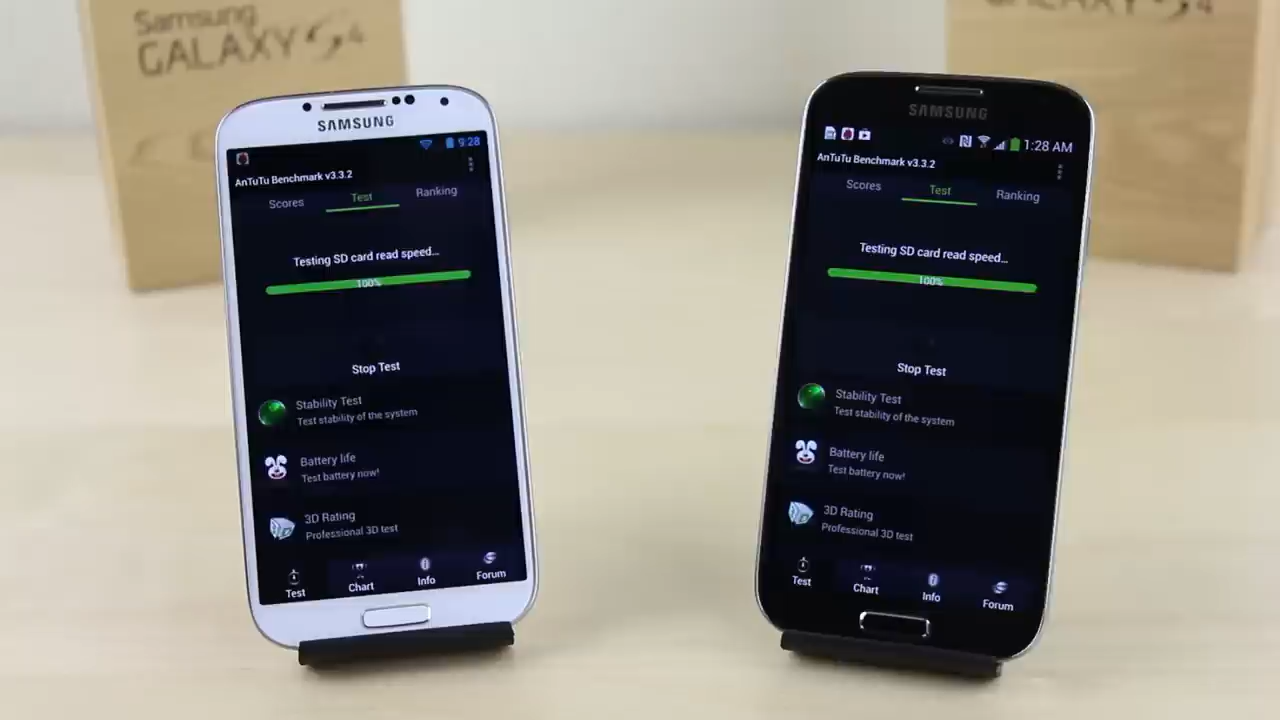 Samsung
GALAXY S4
GALAXY S4
SAMSUNG
9:28
AnTuTu Benchmark v3.3.2
Scores
Test
Ranking
Testing SD card read speed...
100%
Stop Test
Stability Test
Test stability of the system
Battery life
Test battery now!
3D Rating
Professional 3D test
Test
Chart
Info
Forum
SAMSUNG
1:28 AM
AnTuTu Benchmark v3.3.2
Scores
Test
Ranking
Testing SD card read speed...
100%
Stop Test
Stability Test
Test stability of the system
Battery life
Test battery now!
3D Rating
Professional 3D test
Test
Chart
Info
Forum